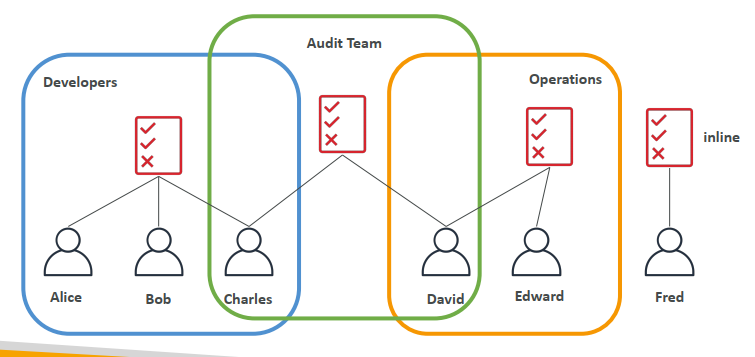 Audit Team
Developers
Operations
inline
Alice
Bob
Charles
David
Edward
Fred